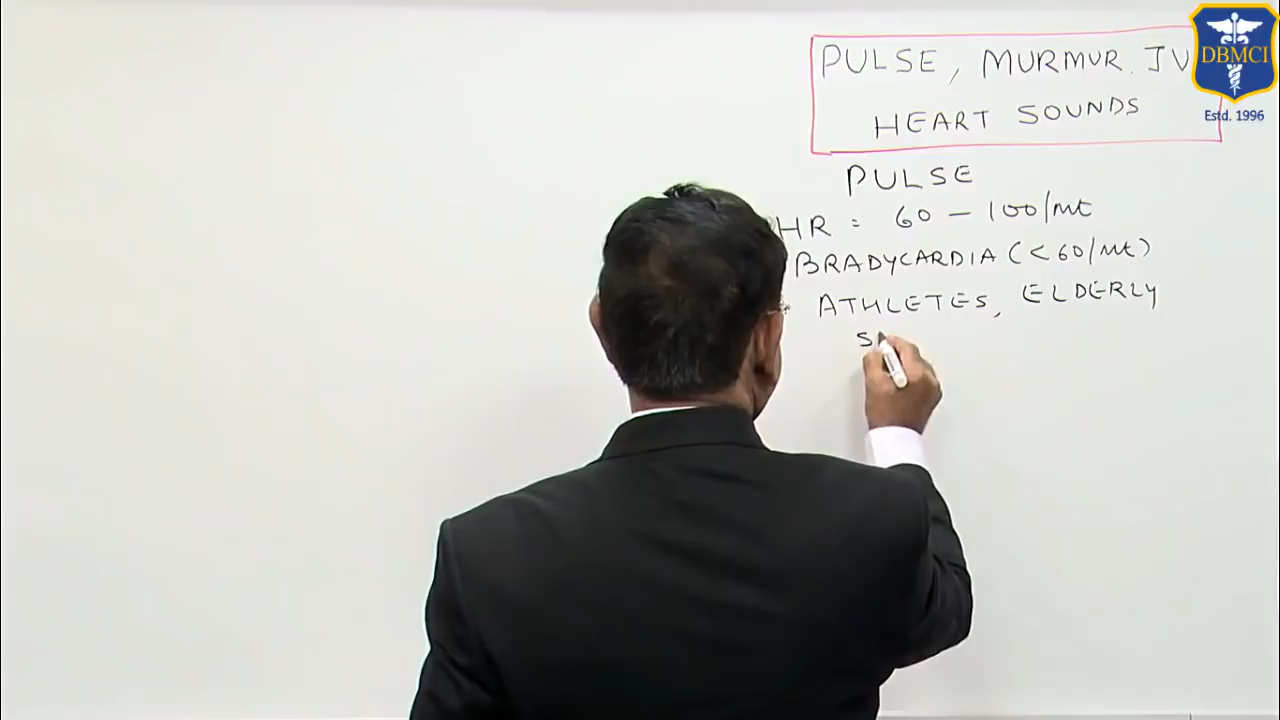 PULSE, MURMUR, JV
HEART SOUNDS
PULSE
HR = 60 – 100/mt
BRADYCARDIA (<60/mt)
ATHLETES, ELDERLY
S
DBMCI
Estd. 1996